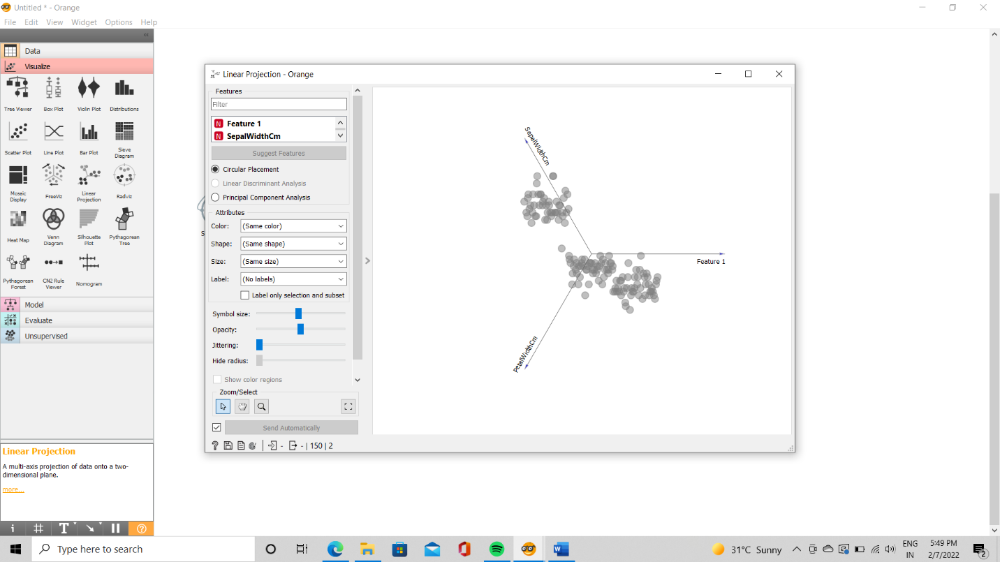 Untitled * - Orange
File Edit View Widget Options Help
Data
Visualize
Tree Viewer Box Plot Violin Plot Distributions
Scatter Plot Line Plot Bar Plot Sieve Diagram
Mosaic Display FreeViz Linear Projection Radviz
Heat Map Venn Diagram Silhouette Plot Pythagorean Tree
Pythagorean Forest CN2 Rule Viewer Nomogram
Model
Evaluate
Unsupervised
Linear Projection
A multi-axis projection of data onto a two-
dimensional plane.
more...
S
Linear Projection - Orange
Features
Filter
N Feature 1
N SepalWidthCm
Suggest Features
Circular Placement
Linear Discriminant Analysis
Principal Component Analysis
Attributes
Color: (Same color)
Shape: (Same shape)
Size: (Same size)
Label: (No labels)
Label only selection and subset
Symbol size:
Opacity:
Jittering:
Hide radius:
Show color regions
Zoom/Select
Send Automatically
- - | 150 | 2
SepalWidthCm
Feature 1
PetalWidthCm
Type here to search
31°C Sunny
ENG
IN
5:49 PM
2/7/2022
2